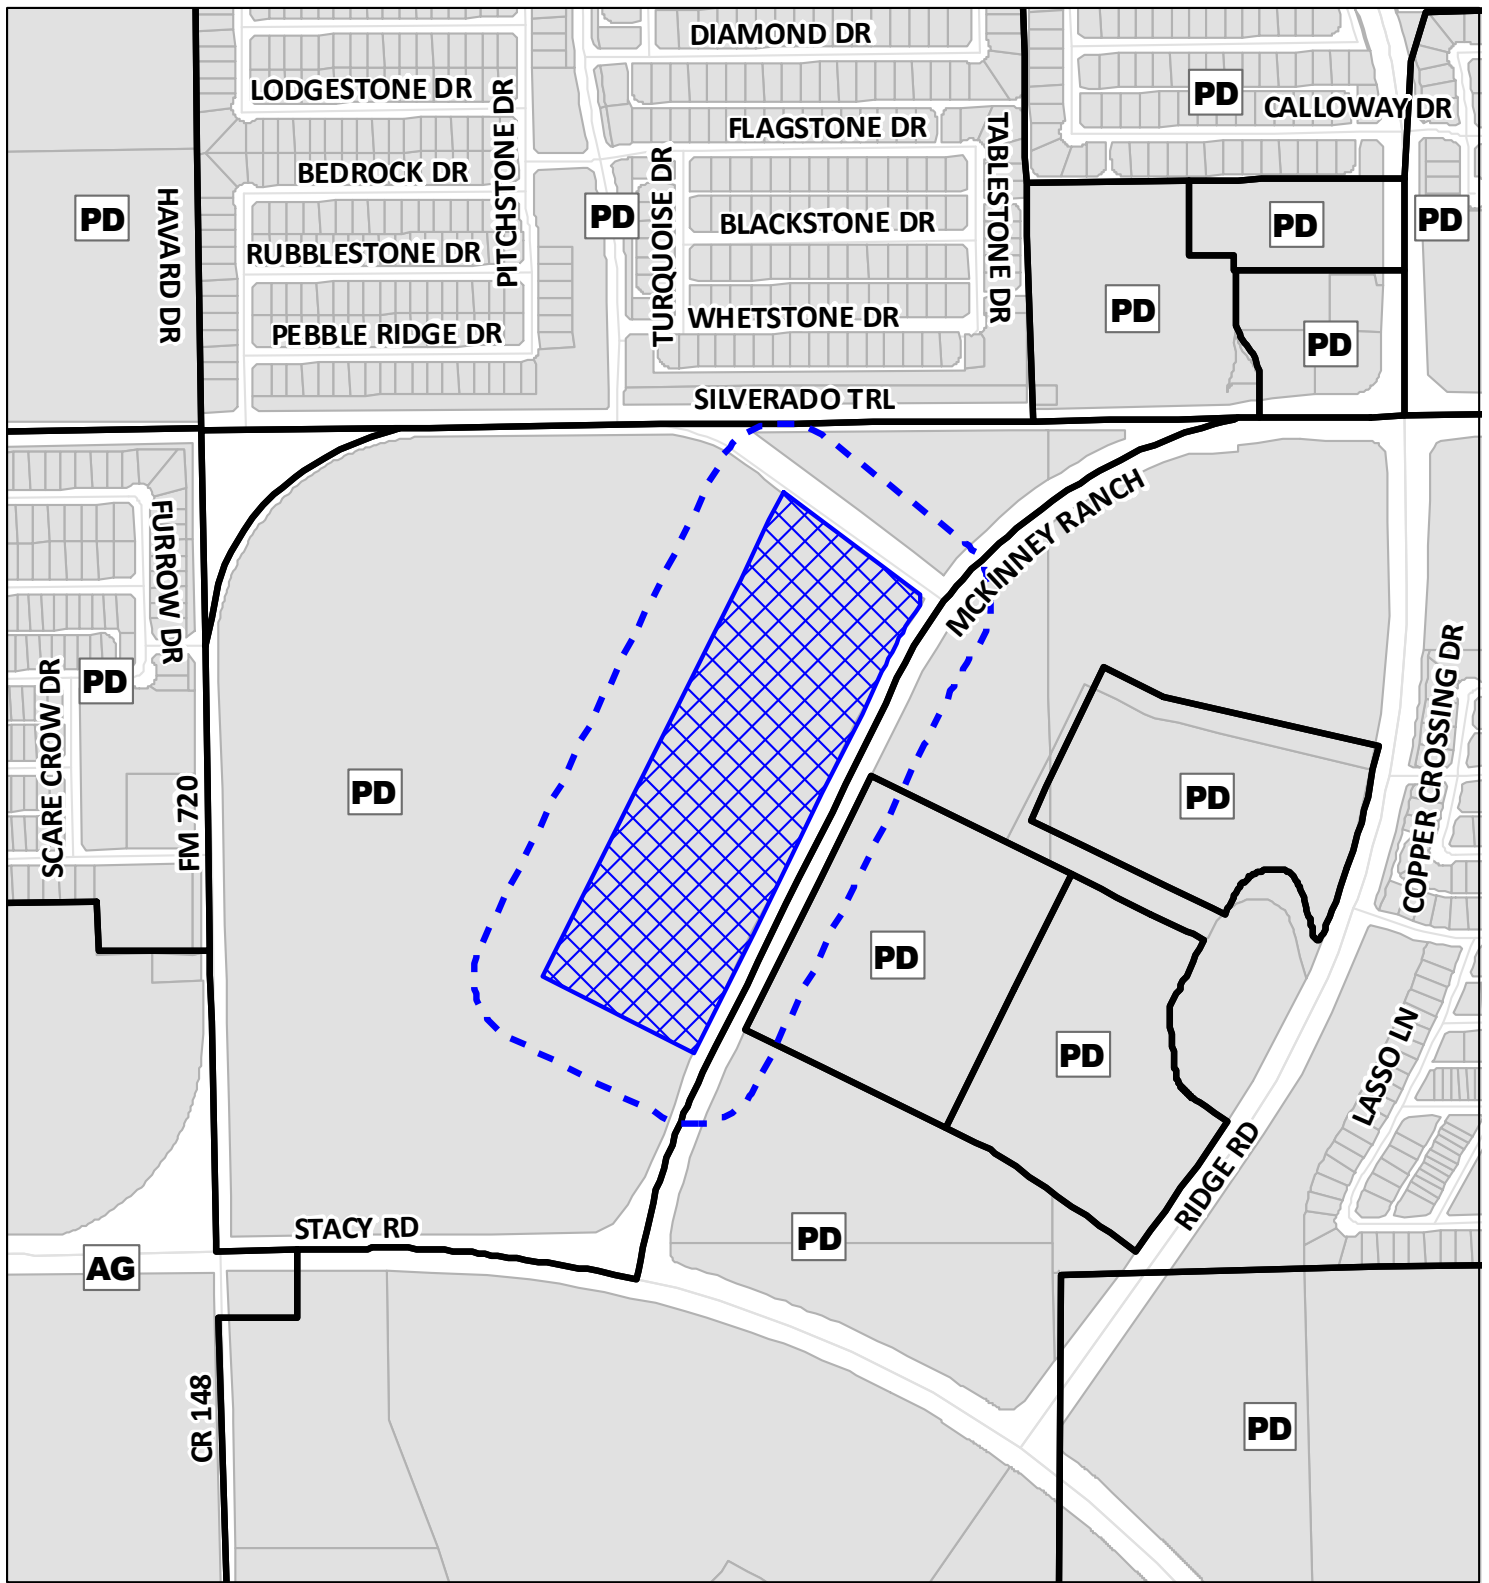 DIAMOND DR
LODGESTONE DR
PD
CALLOWAY DR
FLAGSTONE DR
BEDROCK DR
PITCHSTONE DR
TABLESTONE DR
PD
HAVARD DR
PD
TURQUOISE DR
BLACKSTONE DR
PD
PD
RUBBLESTONE DR
PD
WHETSTONE DR
PEBBLE RIDGE DR
PD
SILVERADO TRL
MCKINNEY RANCH
FURROW DR
PD
SCARE CROW DR
FM 720
PD
PD
COPPER CROSSING DR
PD
PD
LASSO LN
RIDGE RD
STACY RD
PD
AG
CR 148
PD